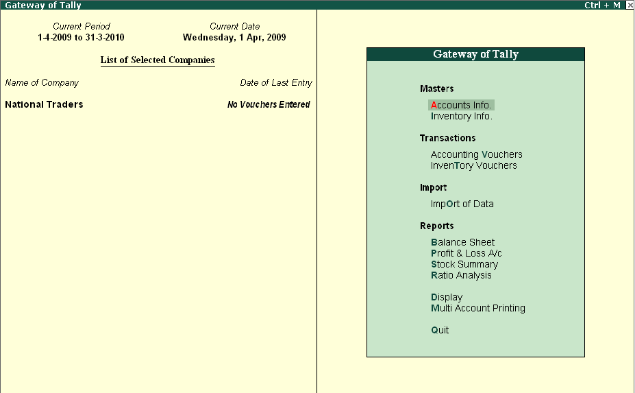 Gateway of Tally
Ctrl + M
Current Period
Current Date
1-4-2009 to 31-3-2010
Wednesday, 1 Apr, 2009
List of Selected Companies
Name of Company
Date of Last Entry
National Traders
No Vouchers Entered
Gateway of Tally
Masters
Accounts Info.
Inventory Info.
Transactions
Accounting Vouchers
InvenTory Vouchers
Import
ImpOrt of Data
Reports
Balance Sheet
Profit & Loss A/c
Stock Summary
Ratio Analysis
Display
Multi Account Printing
Quit